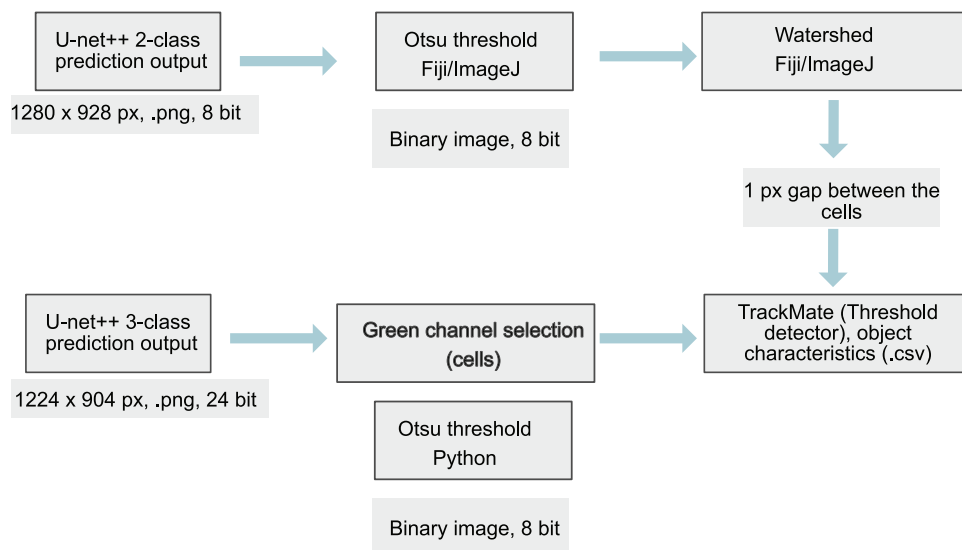 U-net++ 2-class
prediction output
1280 x 928 px, .png, 8 bit
Otsu threshold
Fiji/ImageJ
Binary image, 8 bit
Watershed
Fiji/ImageJ
1 px gap between the
cells
U-net++ 3-class
prediction output
1224 x 904 px, .png, 24 bit
Green channel selection
(cells)
Otsu threshold
Python
Binary image, 8 bit
TrackMate (Threshold
detector), object
characteristics (.csv)